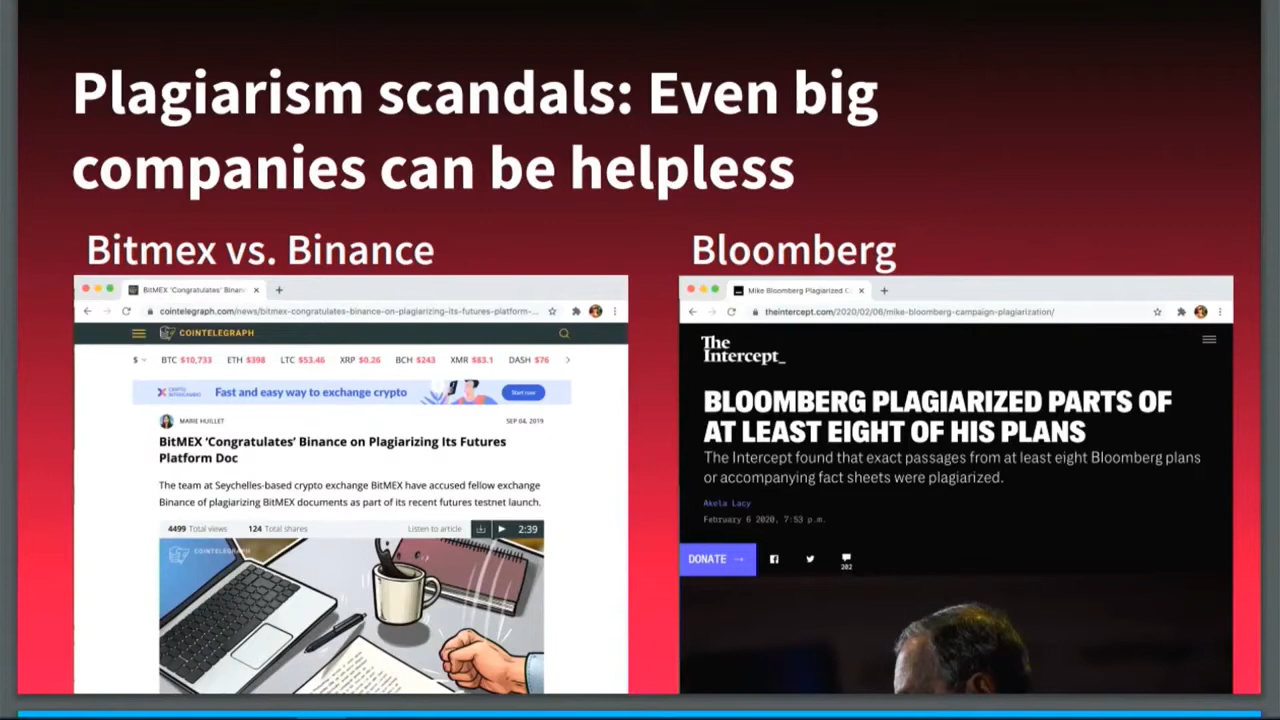 Plagiarism scandals: Even big
companies can be helpless
Bitmex vs. Binance
BitMEX ‘Congratulates’ Binan
cointelegraph.com/news/bitmex-congratulates-binance-on-plagiarizing-its-futures-platform-...
COINTELEGRAPH
$ BTC $10,733 ETH $398 LTC $53.46 XRP $0.26 BCH $243 XMR $83.1 DASH $76
Fast and easy way to exchange crypto
Start now
MARIE HUILLET SEP 04, 2019
BitMEX ‘Congratulates’ Binance on Plagiarizing Its Futures
Platform Doc
The team at Seychelles-based crypto exchange BitMEX have accused fellow exchange
Binance of plagiarizing BitMEX documents as part of its recent futures testnet launch.
4499 Total views 124 Total shares Listen to article 2:39
COINTELEGRAPH
Bloomberg
Mike Bloomberg Plagiarized C
theintercept.com/2020/02/06/mike-bloomberg-campaign-plagiarization/
The
Intercept_
BLOOMBERG PLAGIARIZED PARTS OF
AT LEAST EIGHT OF HIS PLANS
The Intercept found that exact passages from at least eight Bloomberg plans
or accompanying fact sheets were plagiarized.
Akela Lacy
February 6 2020, 7:53 p.m.
DONATE →
202